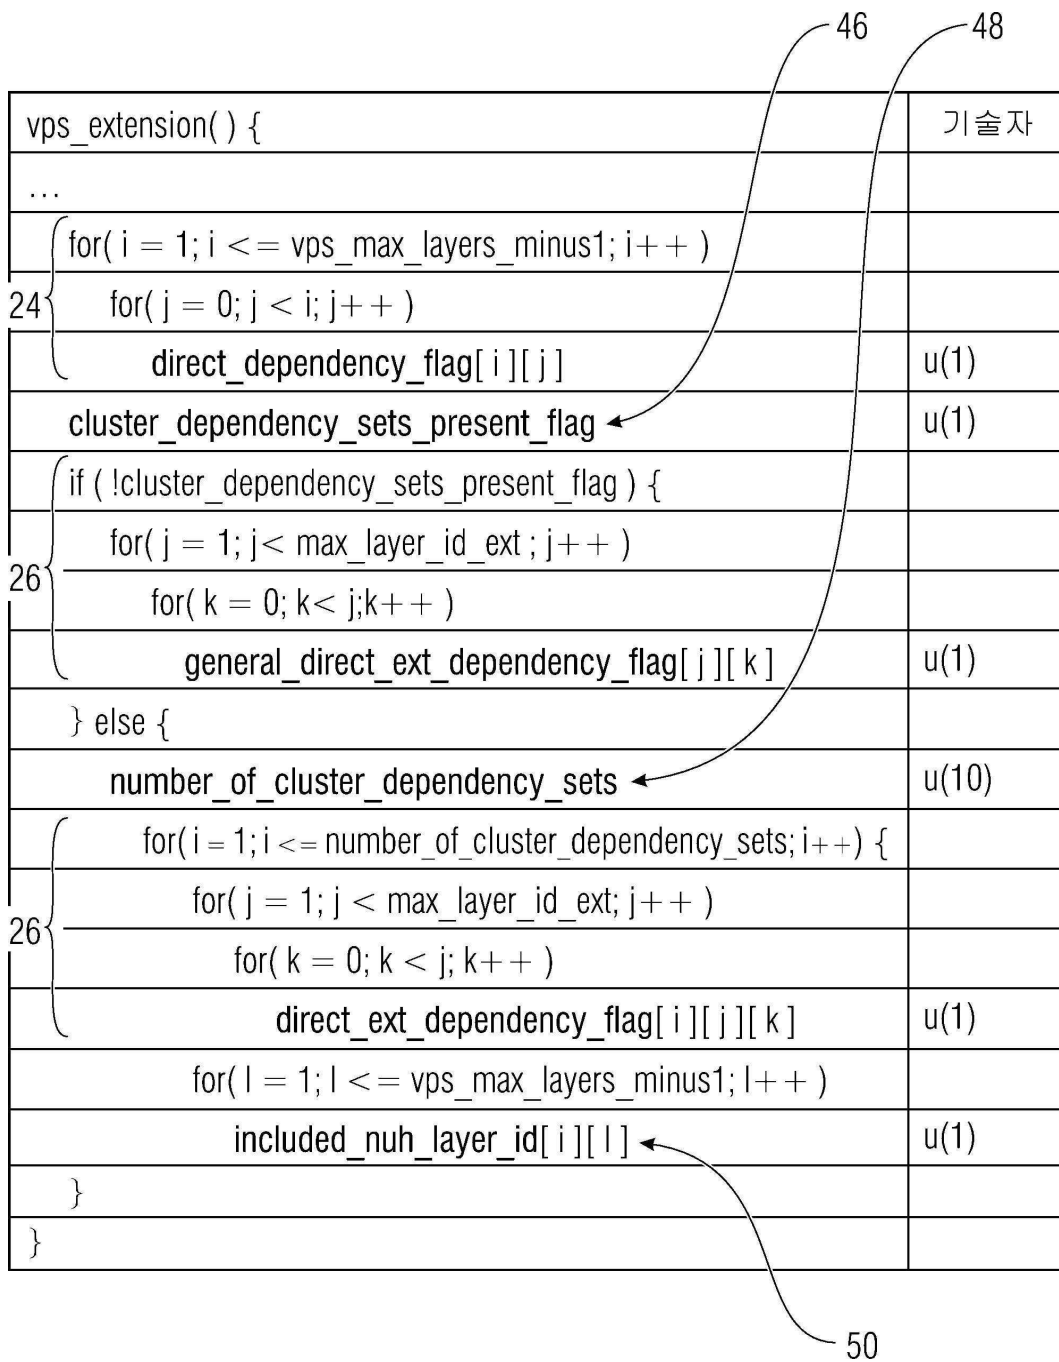 46
48
vps_extension( ) {
기술자
...
for( i = 1; i <= vps_max_layers_minus1; i++ )
24
for( j = 0; j < i; j++ )
direct_dependency_flag[ i ][ j ]
u(1)
cluster_dependency_sets_present_flag
u(1)
if ( !cluster_dependency_sets_present_flag ) {
for( j = 1; j< max_layer_id_ext ; j++ )
26
for( k = 0; k< j;k++ )
general_direct_ext_dependency_flag[ j ][ k ]
u(1)
} else {
number_of_cluster_dependency_sets
u(10)
for( i = 1; i <= number_of_cluster_dependency_sets; i++) {
for( j = 1; j < max_layer_id_ext; j++ )
26
for( k = 0; k < j; k++ )
direct_ext_dependency_flag[ i ][ j ][ k ]
u(1)
for( l = 1; l <= vps_max_layers_minus1; l++ )
included_nuh_layer_id[ i ][ l ]
u(1)
}
}
50